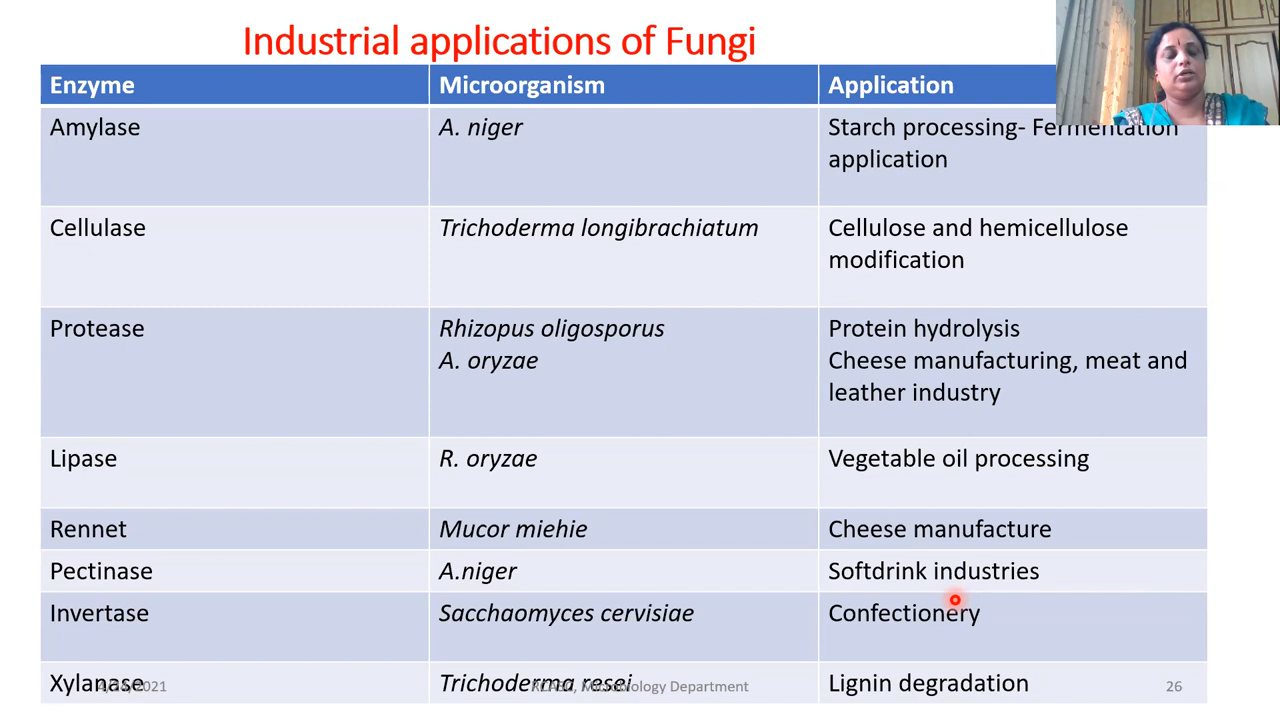 Industrial applications of Fungi
Enzyme Microorganism Application
Amylase A. niger Starch processing- Fermentation
application
Cellulase Trichoderma longibrachiatum Cellulose and hemicellulose
modification
Protease Rhizopus oligosporus Protein hydrolysis
A. oryzae Cheese manufacturing, meat and
leather industry
Lipase R. oryzae Vegetable oil processing
Rennet Mucor miehie Cheese manufacture
Pectinase A.niger Softdrink industries
Invertase Sacchaomyces cervisiae Confectionery
Xylanase Trichoderma resei Lignin degradation
Microbiology Department 26